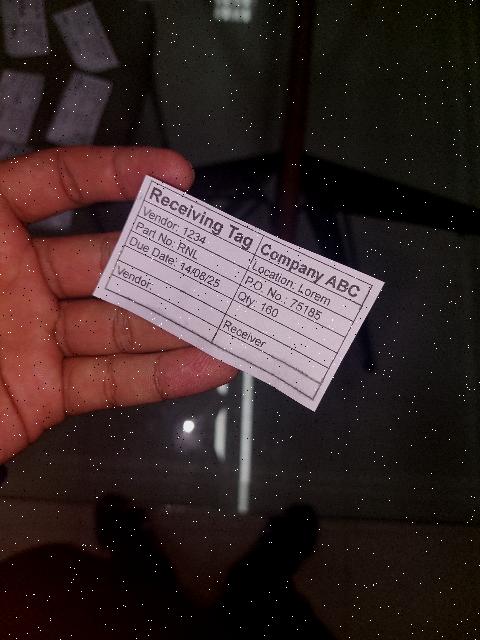 Receiving Tag Company ABC
Vendor: 1234 Location: Lorem
Part No: RNL P.O. No.: 75185
Due Date: 14/08/25 Qty: 160
Vendor: Receiver